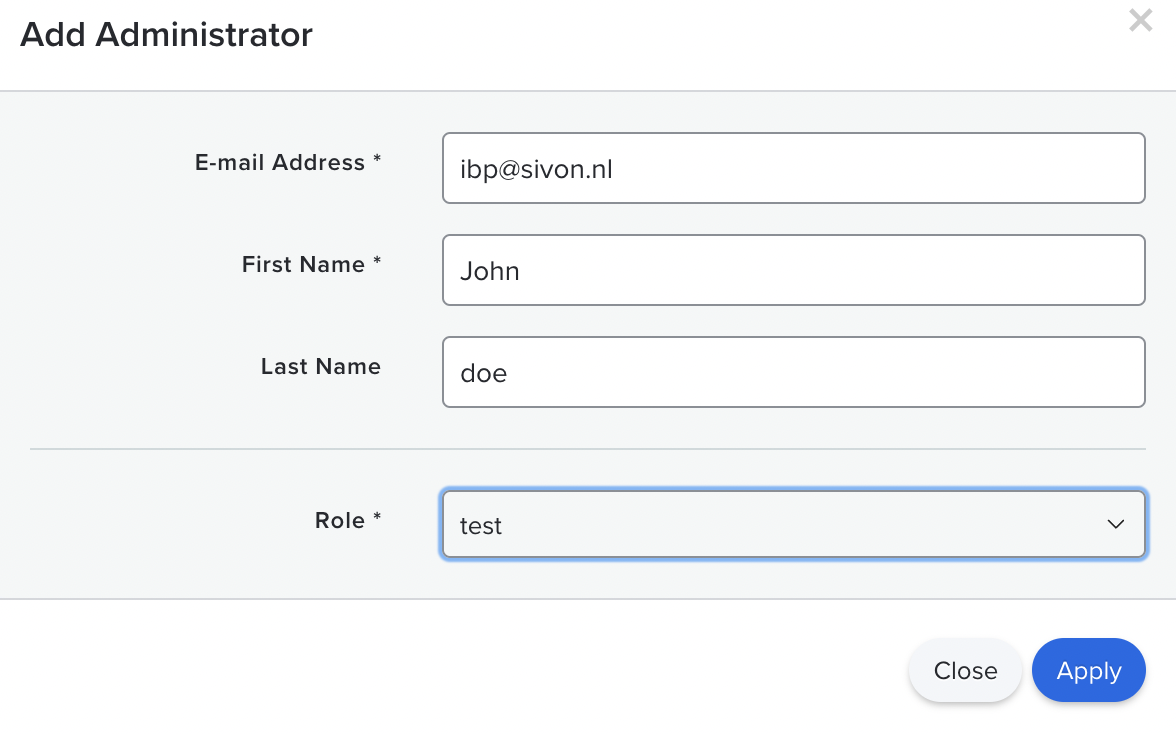 Add Administrator
E-mail Address *
ibp@sivon.nl
First Name *
John
Last Name
doe
Role *
test
Close
Apply